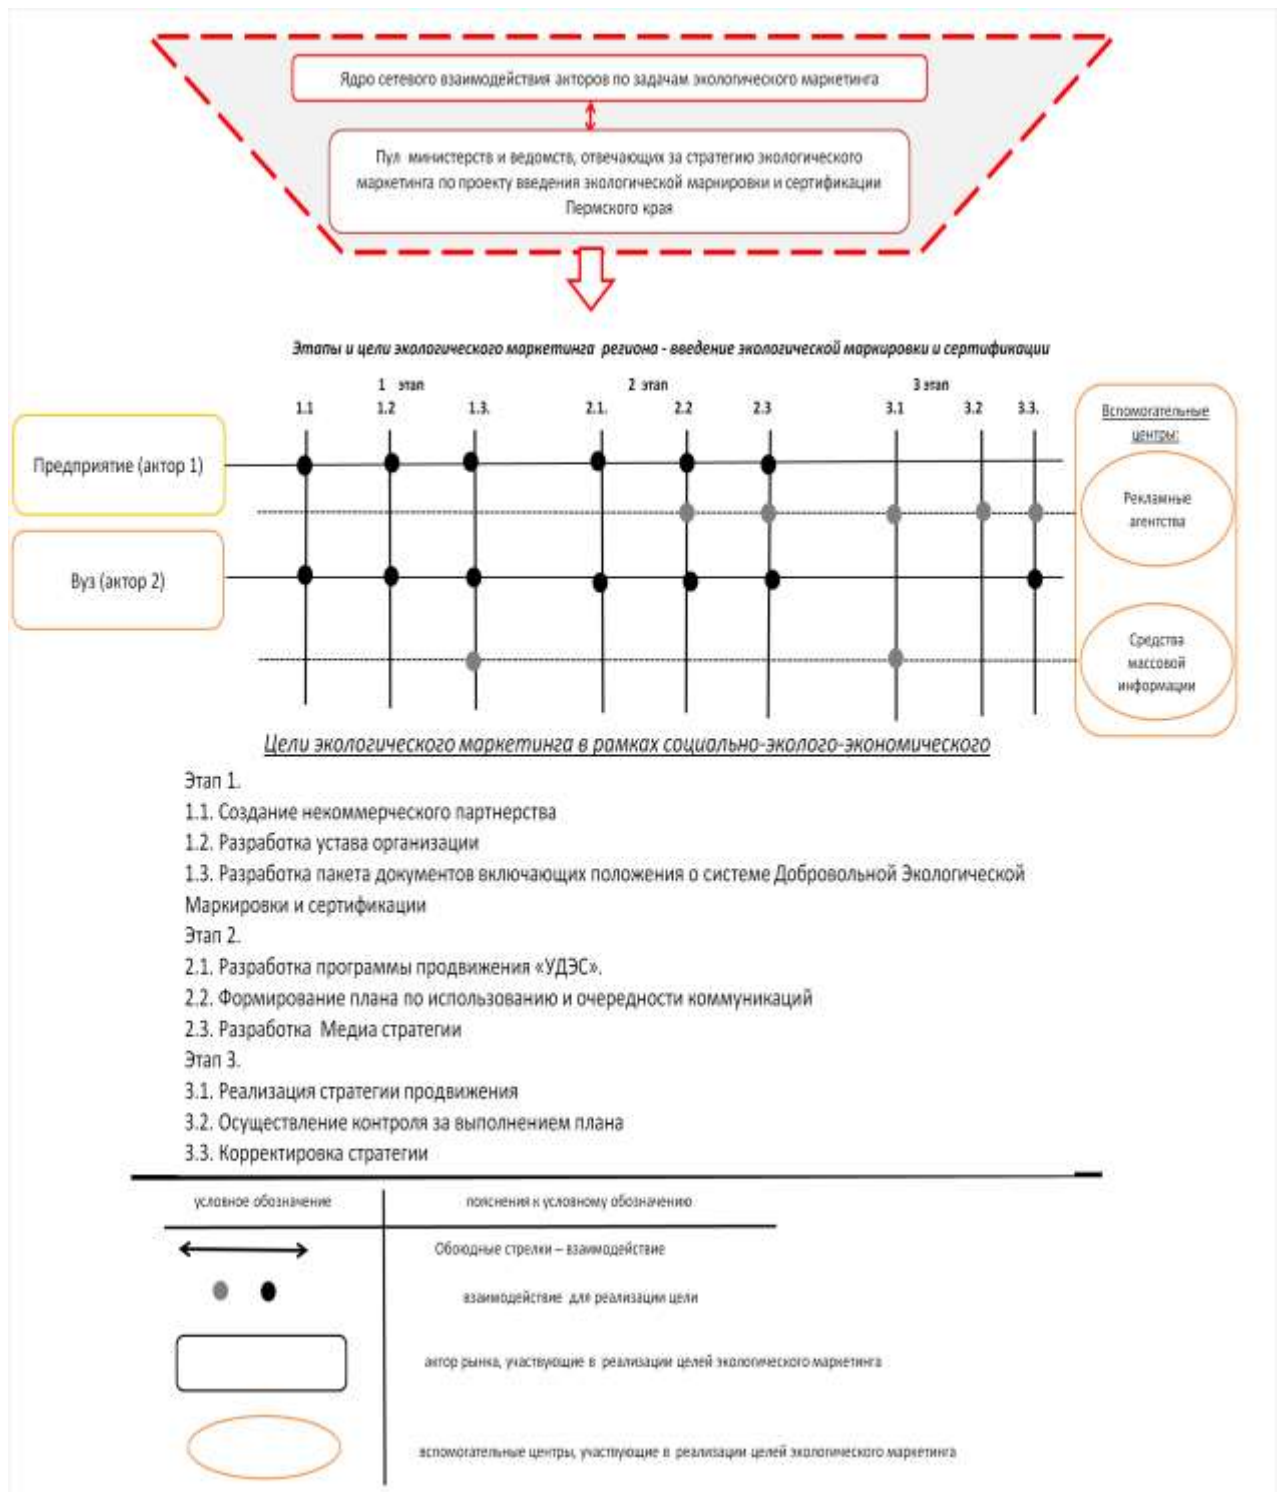 Ядро сетевого взаимодействия акторов по задачам экологического маркетинга
Пул министерств и ведомств, отвечающих за стратегию экологического
маркетинга по проекту введения экологической маркировки и сертификации
Пермского края
Этапы и цели экологического маркетинга региона - введение экологической маркировки и сертификации
1 этап 2 этап 3 этап
1.1 1.2 1.3. 2.1. 2.2 2.3 3.1 3.2 3.3.
Вспомогательные
центры:
Предприятие (актор 1)
Рекламные
агентства
Вуз (актор 2)
Средства
массовой
информации
Цели экологического маркетинга в рамках социально-эколого-экономического
Этап 1.
1.1. Создание некоммерческого партнерства
1.2. Разработка устава организации
1.3. Разработка пакета документов включающих положения о системе Добровольной Экологической
Маркировки и сертификации
Этап 2.
2.1. Разработка программы продвижения «УДЭС».
2.2. Формирование плана по использованию и очередности коммуникаций
2.3. Разработка Медиа стратегии
Этап 3.
3.1. Реализация стратегии продвижения
3.2. Осуществление контроля за выполнением плана
3.3. Корректировка стратегии
условное обозначение пояснения к условному обозначению
Обоюдные стрелки – взаимодействие
взаимодействие для реализации цели
актор рынка, участвующие в реализации целей экологического маркетинга
вспомогательные центры, участвующие в реализации целей экологического маркетинга